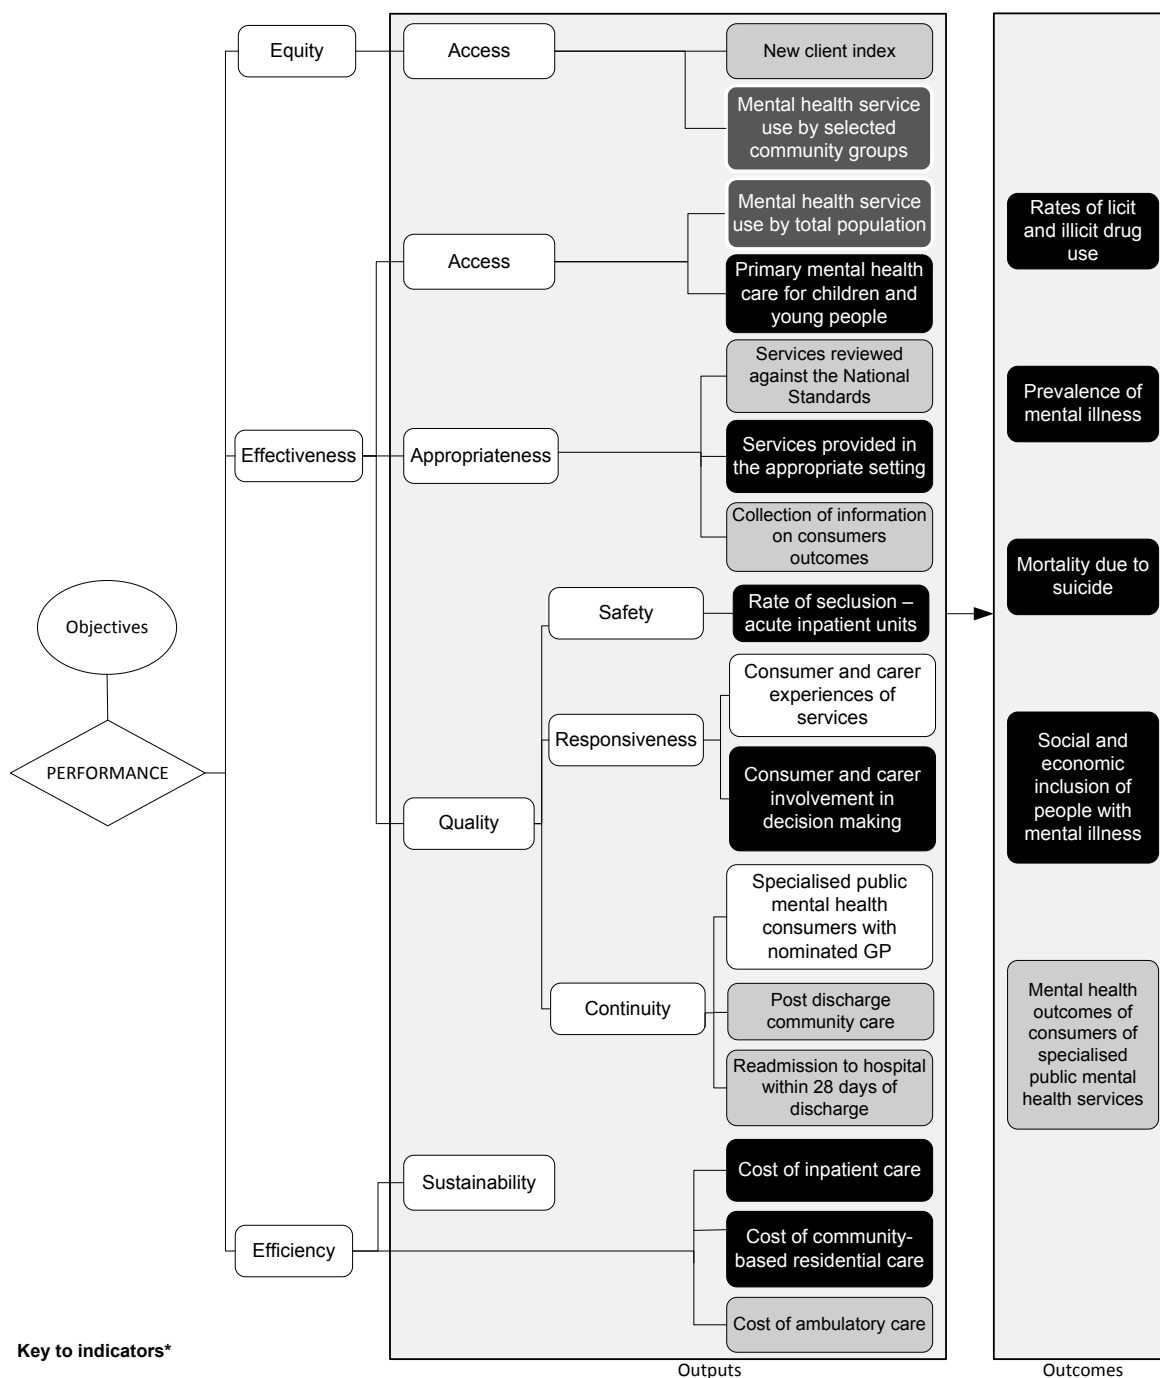 Equity
Access
New client index
Mental health service
use by selected
community groups
Mental health service
use by total population
Access
Primary mental health
care for children and
young people
Services reviewed
against the National
Standards
Effectiveness
Appropriateness
Services provided in
the appropriate setting
Collection of information
on consumers
outcomes
Objectives
PERFORMANCE
Safety
Rate of seclusion –
acute inpatient units
Consumer and carer
experiences of
services
Responsiveness
Consumer and carer
involvement in
decision making
Quality
Specialised public
mental health
consumers with
nominated GP
Continuity
Post discharge
community care
Readmission to hospital
within 28 days of
discharge
Sustainability
Cost of inpatient care
Efficiency
Cost of community-
based residential care
Cost of ambulatory care
Rates of licit
and illicit drug
use
Prevalence of
mental illness
Mortality due to
suicide
Social and
economic
inclusion of
people with
mental illness
Mental health
outcomes of
consumers of
specialised
public mental
health services
Key to indicators*
Outputs
Outcomes